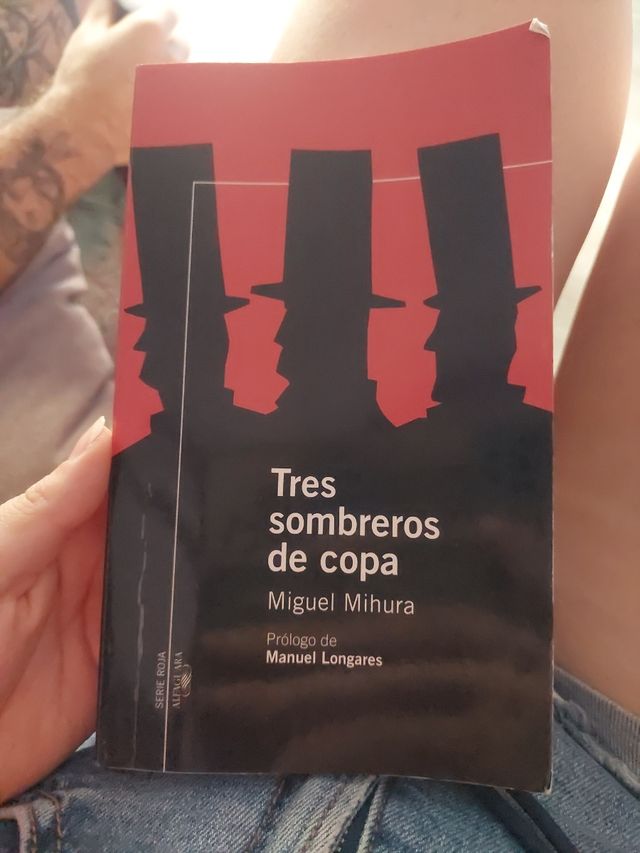 Tres
sombreros
de copa
Miguel Mihura
Prólogo de
Manuel Longares
SERIE ROJA
ALFAGUARA